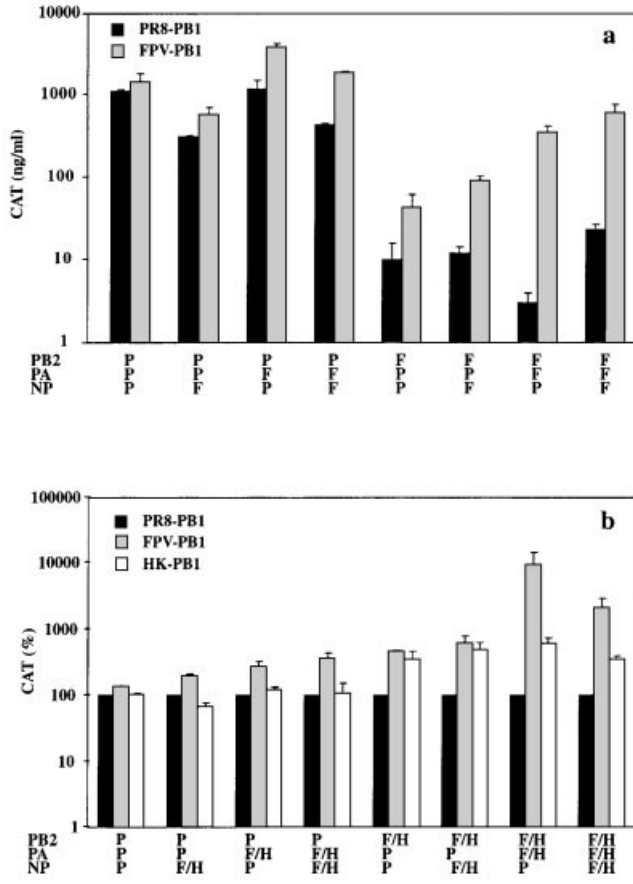 10000
PR8-PB1
FPV-PB1
a
1000
100
10
1
CAT (ng/ml)
PB2 P P P P F F F F
PA P P F F P P F F
NP P F P F P F P F
100000
PR8-PB1
FPV-PB1
HK-PB1
b
10000
1000
100
10
1
CAT (%)
PB2 P P P P F/H F/H F/H F/H
PA P P F/H F/H P P F/H F/H
NP P F/H P F/H P F/H P F/H